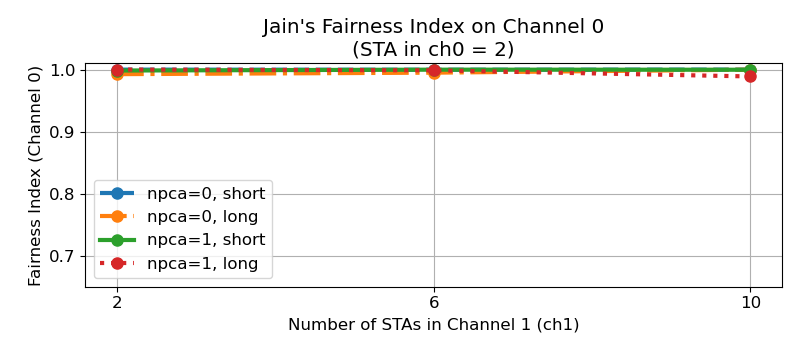 Jain's Fairness Index on Channel 0
(STA in ch0 = 2)
Fairness Index (Channel 0)
1.0
0.9
0.8
0.7
npca=0, short
npca=0, long
npca=1, short
npca=1, long
2
6
10
Number of STAs in Channel 1 (ch1)